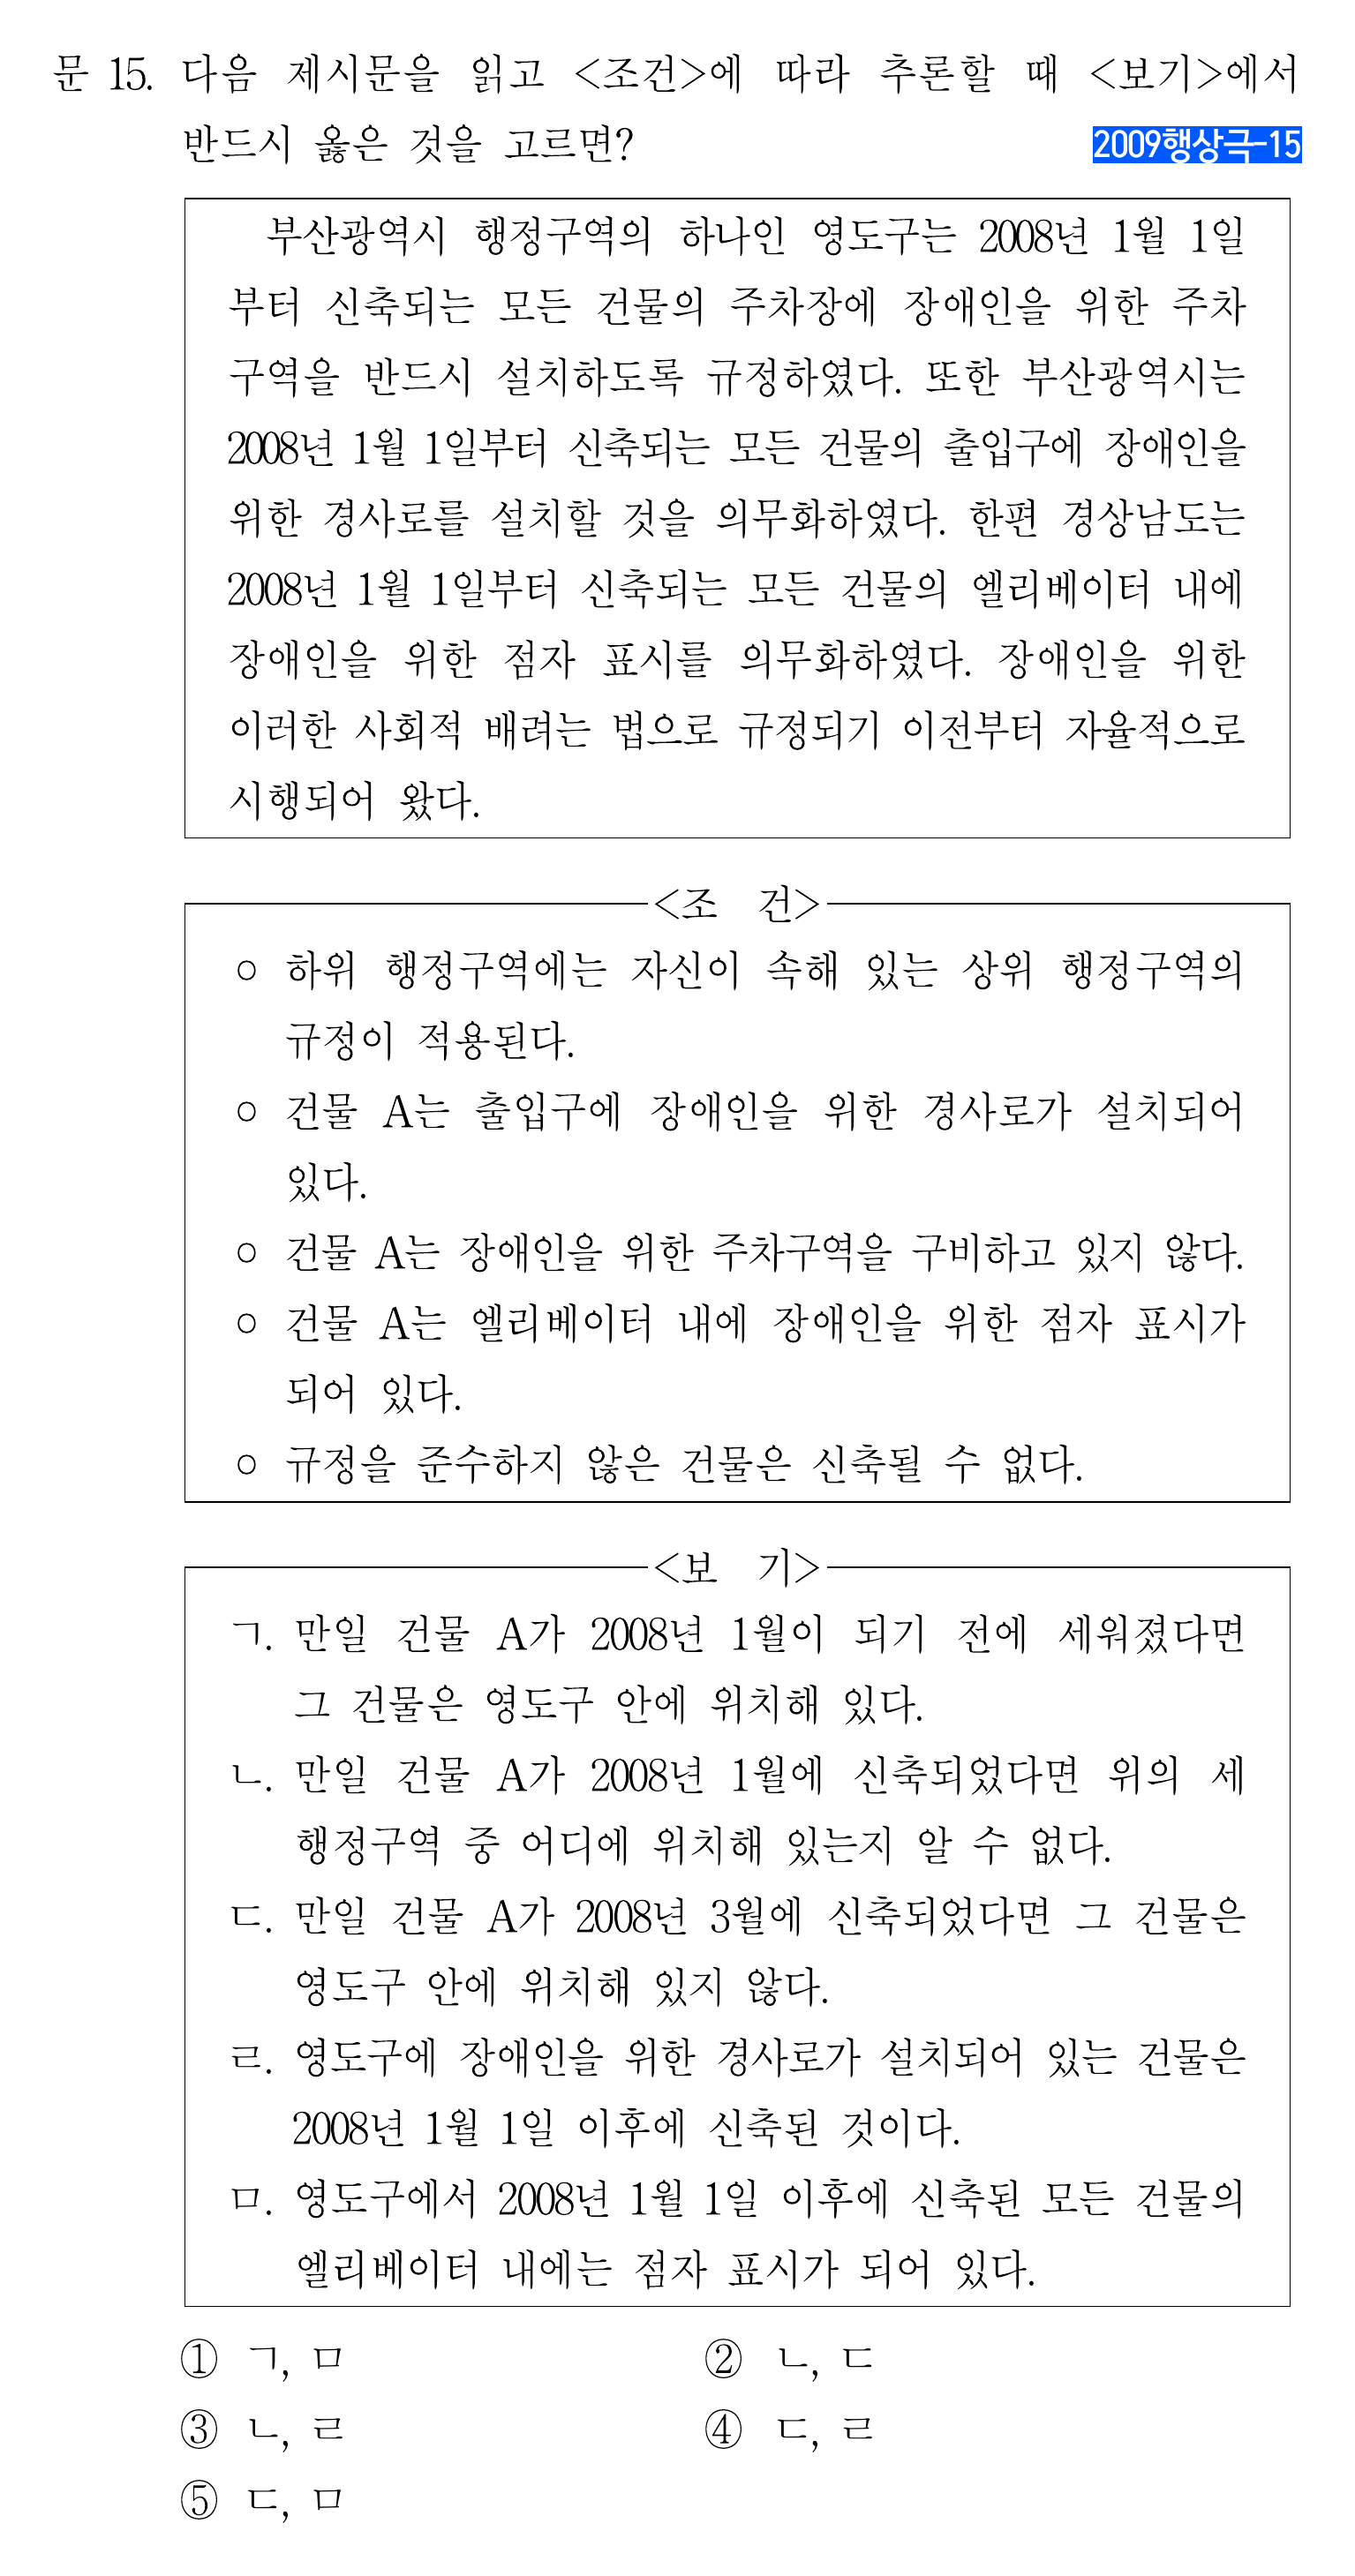 문 15. 다음 제시문을 읽고 <조건>에 따라 추론할 때 <보기>에서
반드시 옳은 것을 고르면?
2009행상극-15
부산광역시 행정구역의 하나인 영도구는 2008년 1월 1일
부터 신축되는 모든 건물의 주차장에 장애인을 위한 주차
구역을 반드시 설치하도록 규정하였다. 또한 부산광역시는
2008년 1월 1일부터 신축되는 모든 건물의 출입구에 장애인을
위한 경사로를 설치할 것을 의무화하였다. 한편 경상남도는
2008년 1월 1일부터 신축되는 모든 건물의 엘리베이터 내에
장애인을 위한 점자 표시를 의무화하였다. 장애인을 위한
이러한 사회적 배려는 법으로 규정되기 이전부터 자율적으로
시행되어 왔다.
<조 건>
○ 하위 행정구역에는 자신이 속해 있는 상위 행정구역의
규정이 적용된다.
○ 건물 A는 출입구에 장애인을 위한 경사로가 설치되어
있다.
○ 건물 A는 장애인을 위한 주차구역을 구비하고 있지 않다.
○ 건물 A는 엘리베이터 내에 장애인을 위한 점자 표시가
되어 있다.
○ 규정을 준수하지 않은 건물은 신축될 수 없다.
<보 기>
ㄱ. 만일 건물 A가 2008년 1월이 되기 전에 세워졌다면
그 건물은 영도구 안에 위치해 있다.
ㄴ. 만일 건물 A가 2008년 1월에 신축되었다면 위의 세
행정구역 중 어디에 위치해 있는지 알 수 없다.
ㄷ. 만일 건물 A가 2008년 3월에 신축되었다면 그 건물은
영도구 안에 위치해 있지 않다.
ㄹ. 영도구에 장애인을 위한 경사로가 설치되어 있는 건물은
2008년 1월 1일 이후에 신축된 것이다.
ㅁ. 영도구에서 2008년 1월 1일 이후에 신축된 모든 건물의
엘리베이터 내에는 점자 표시가 되어 있다.
① ㄱ, ㅁ ② ㄴ, ㄷ
③ ㄴ, ㄹ ④ ㄷ, ㄹ
⑤ ㄷ, ㅁ